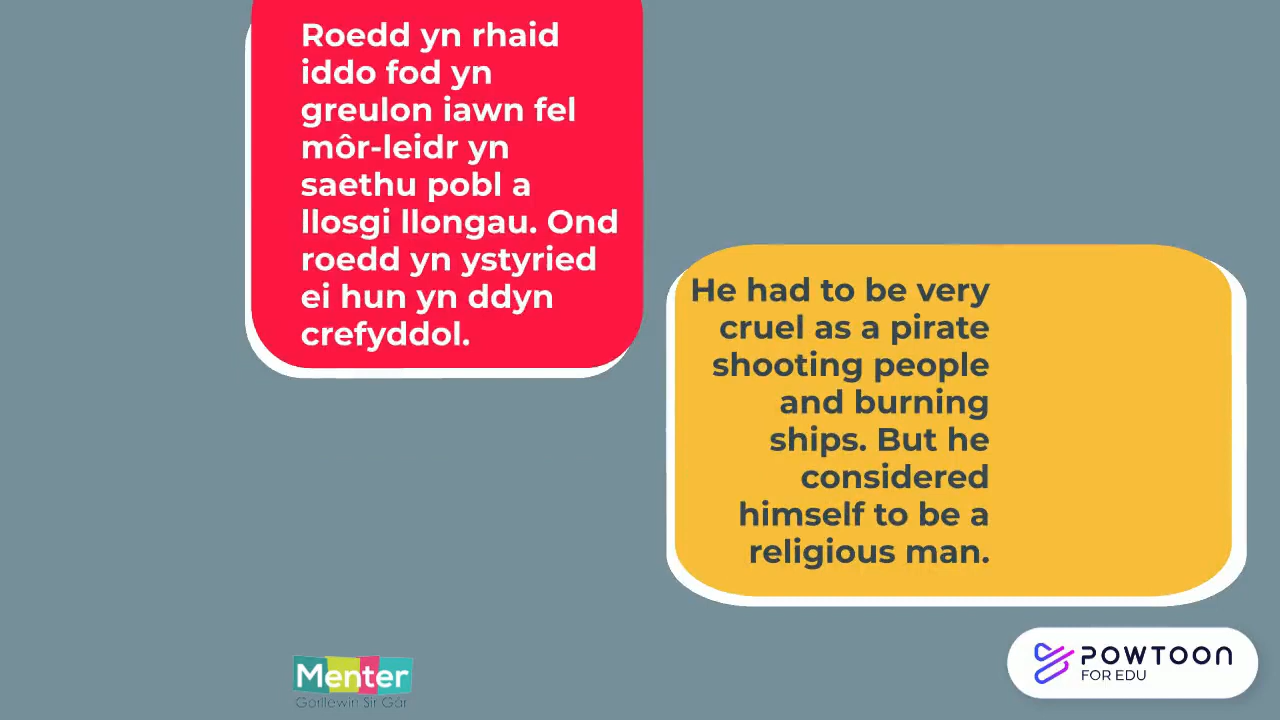 Roedd yn rhaid
iddo fod yn
greulon iawn fel
môr-leidr yn
saethu pobl a
llosgi llongau. Ond
roedd yn ystyried
ei hun yn ddyn
crefyddol.
He had to be very
cruel as a pirate
shooting people
and burning
ships. But he
considered
himself to be a
religious man.
Menter
Gorllewin Sir Gâr
POWTOON
FOR EDU